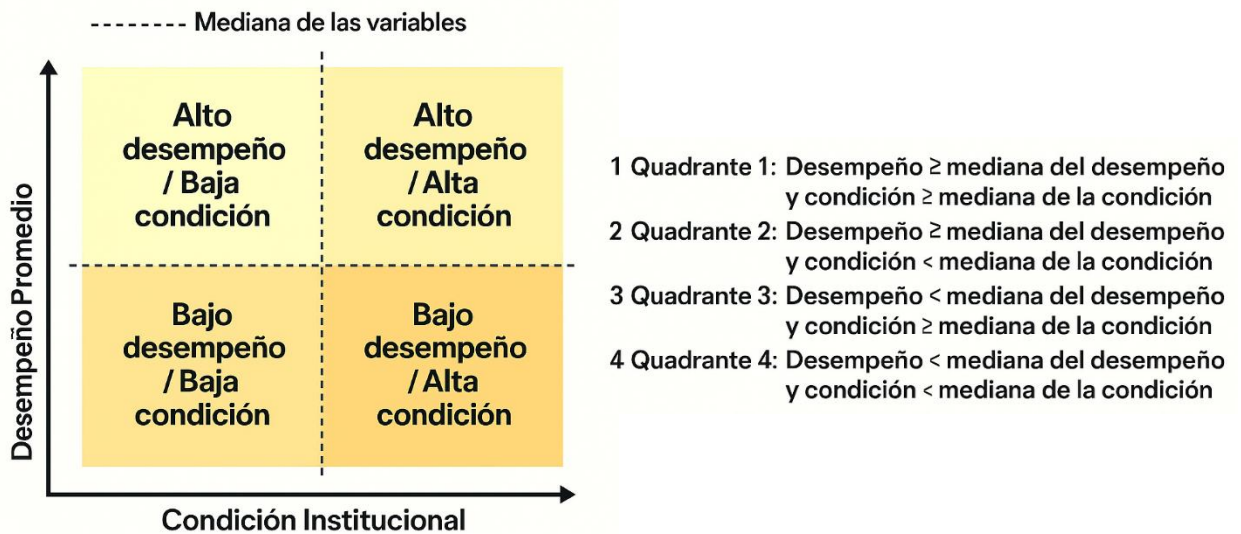 -------- Mediana de las variables
Desempeño Promedio
Alto
desempeño
/ Baja
condición
Alto
desempeño
/ Alta
condición
Bajo
desempeño
/ Baja
condición
Bajo
desempeño
/ Alta
condición
Condición Institucional
1 Quadrante 1: Desempeño ≥ mediana del desempeño
y condición ≥ mediana de la condición
2 Quadrante 2: Desempeño ≥ mediana del desempeño
y condición < mediana de la condición
3 Quadrante 3: Desempeño < mediana del desempeño
y condición ≥ mediana de la condición
4 Quadrante 4: Desempeño < mediana del desempeño
y condición < mediana de la condición